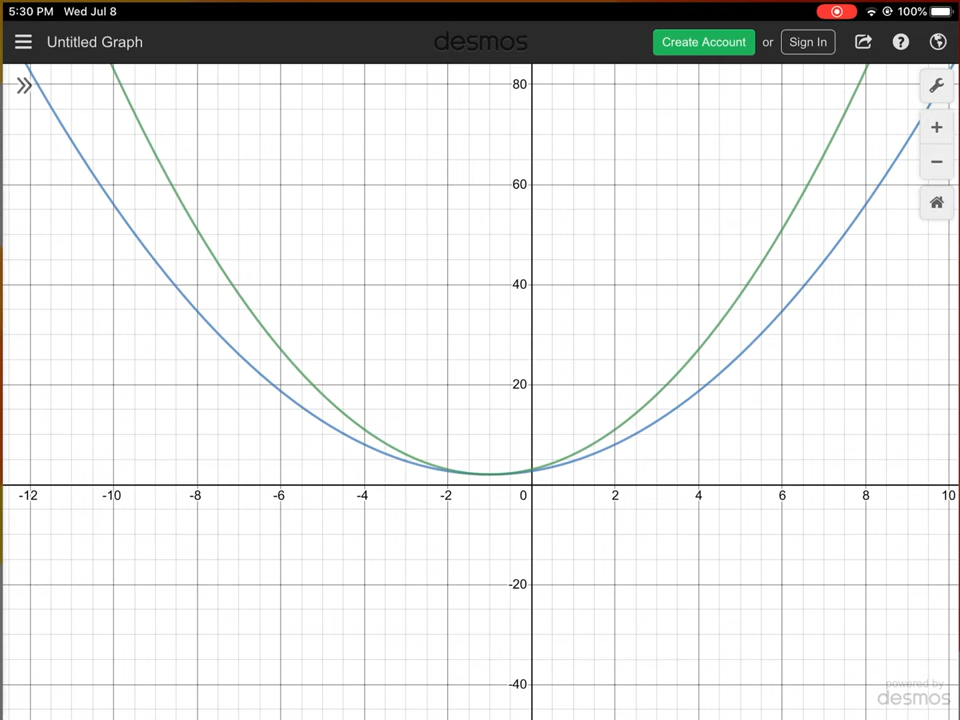 5:30 PM Wed Jul 8 100%
Untitled Graph desmos Create Account or Sign In
80
60
40
20
-12 -10 -8 -6 -4 -2 0 2 4 6 8 10
-20
-40
powered by
desmos